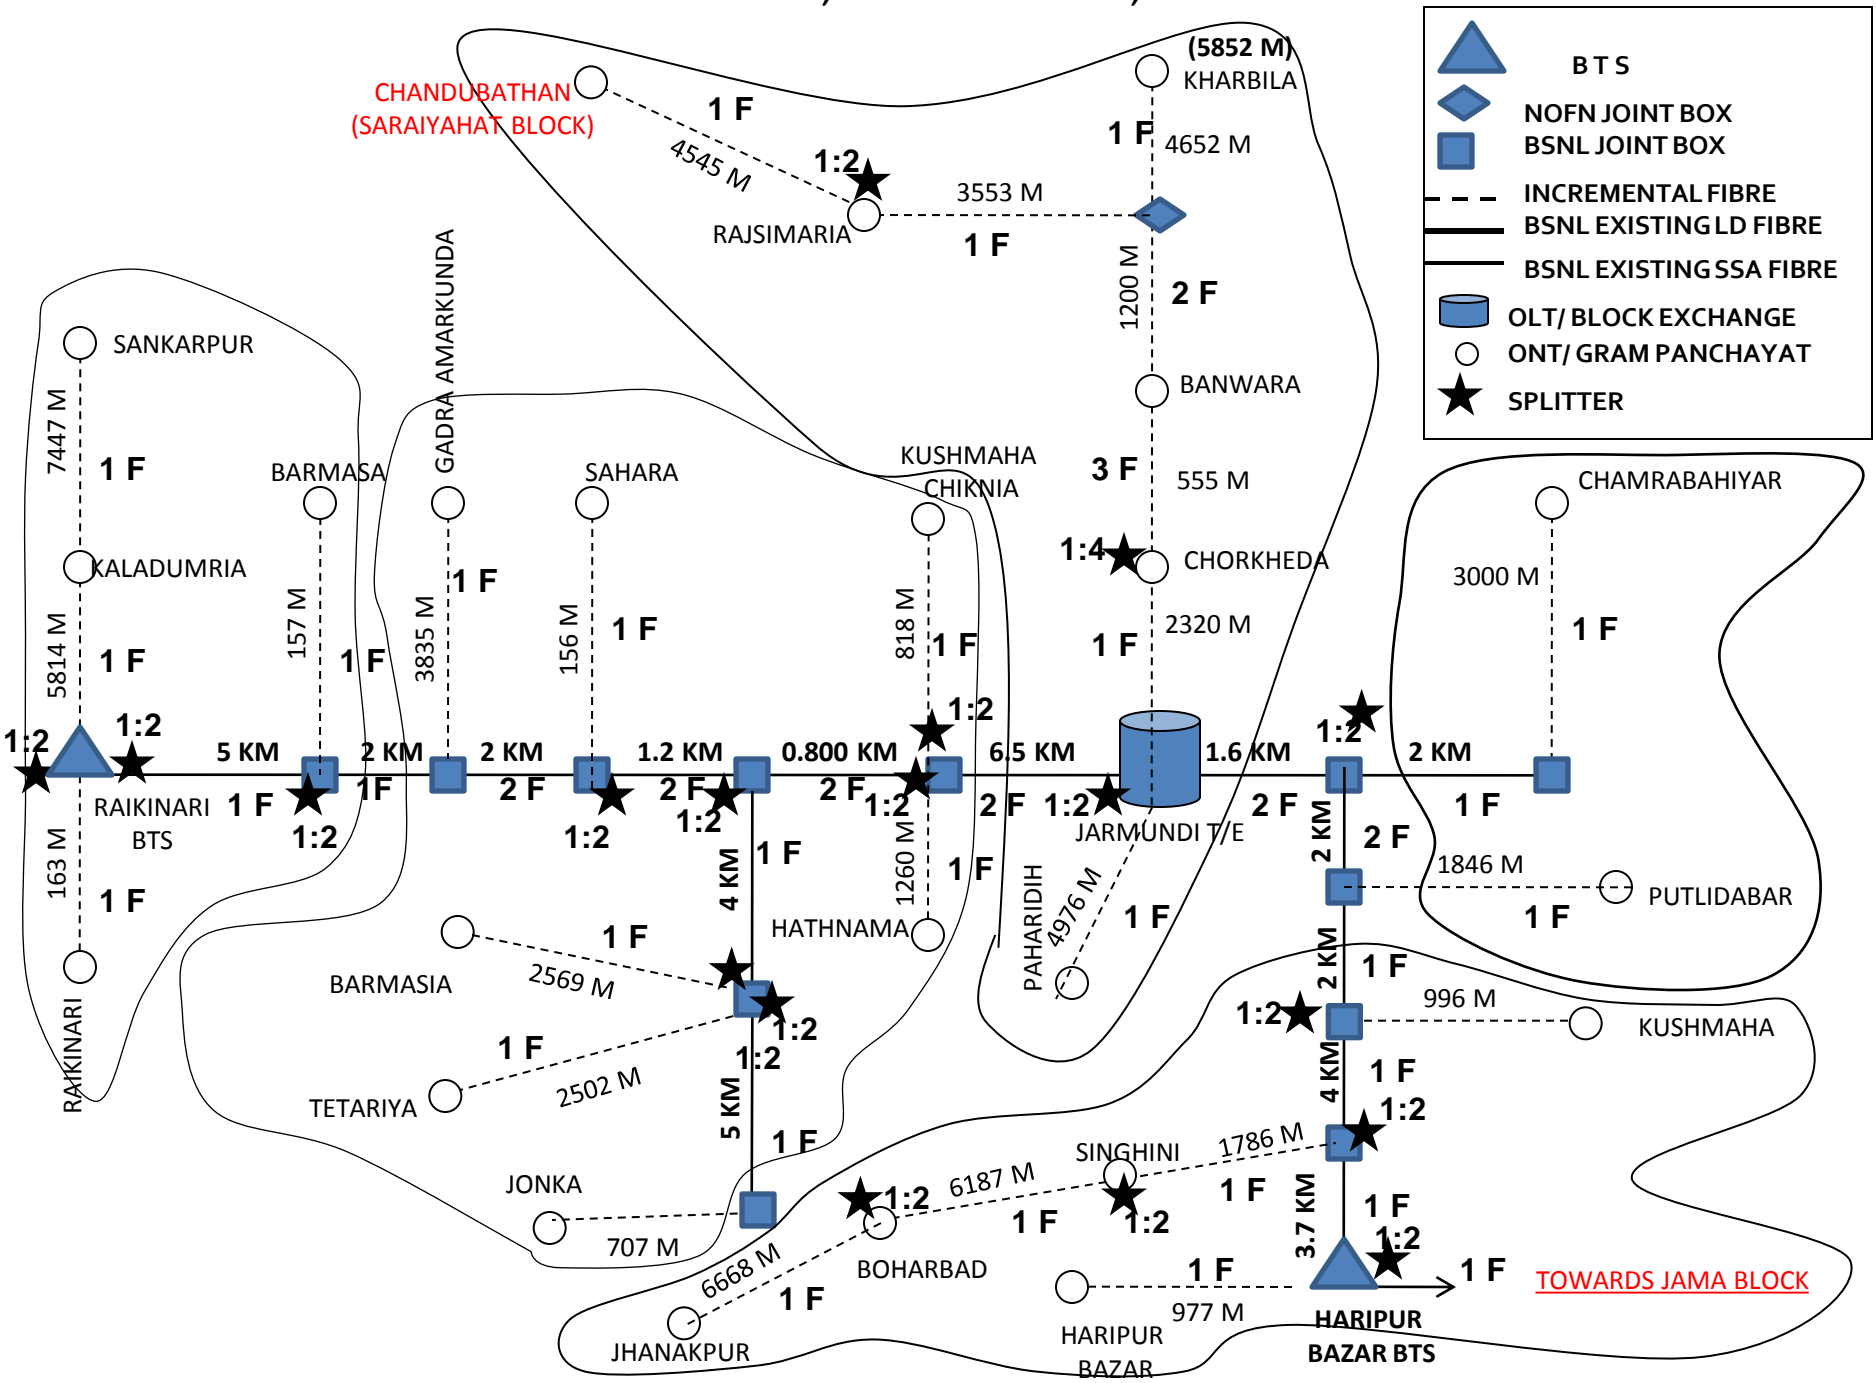 (5852 M)
KHARBILA
CHANDUBATHAN
(SARAIYAHAT BLOCK)
1 F
4545 M
1:2
1 F
4652 M
3553 M
RAJSIMARIA
1 F
1200 M
2 F
BANWARA
3 F
555 M
1:4
CHORKHEDA
1 F
2320 M
B T S
NOFN JOINT BOX
BSNL JOINT BOX
INCREMENTAL FIBRE
BSNL EXISTING LD FIBRE
BSNL EXISTING SSA FIBRE
OLT/ BLOCK EXCHANGE
ONT/ GRAM PANCHAYAT
SPLITTER
SANKARPUR
7447 M
1 F
KALADUMRIA
5814 M
1 F
BARMASA
157 M
1 F
GADRA AMARKUNDA
1 F
3835 M
SAHARA
156 M
1 F
KUSHMAHA
CHIKNIA
818 M
1 F
CHAMRABAHIYAR
3000 M
1 F
1:2
1:2
5 KM
2 KM
2 KM
1.2 KM
0.800 KM
1:2
6.5 KM
1.6 KM
1:2
2 KM
RAIKINARI
BTS
1 F
1:2
1F
2 F
1:2
2 F
1:2
2 F
1:2
2 F
1:2
JARMUNDI T/E
2 F
1 F
163 M
1 F
RAIKINARI
4 KM
1 F
1260 M
1 F
HATHNAMA
PAHARIDIH
4976 M
1 F
2 KM
2 F
1846 M
1 F
PUTLIDABAR
BARMASIA
1 F
2569 M
1:2
1:2
1 F
2502 M
TETARIYA
5 KM
1 F
JONKA
707 M
2 KM
1 F
1:2
996 M
KUSHMAHA
4 KM
1 F
1:2
SINGHINI
1786 M
1 F
1:2
6187 M
1 F
1:2
BOHARBAD
6668 M
1 F
JHANAKPUR
3.7 KM
1 F
1:2
1 F
977 M
HARIPUR
BAZAR
HARIPUR
BAZAR BTS
1 F
TOWARDS JAMA BLOCK